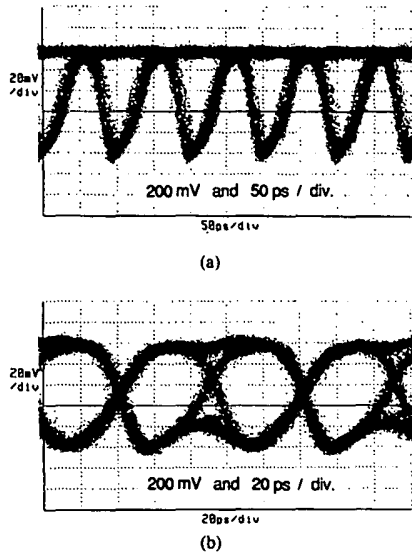 20mV
/div
200 mV and 50 ps / div.
50ps/div
(a)
20mV
/div
200 mV and 20 ps / div.
20ps/div
(b)